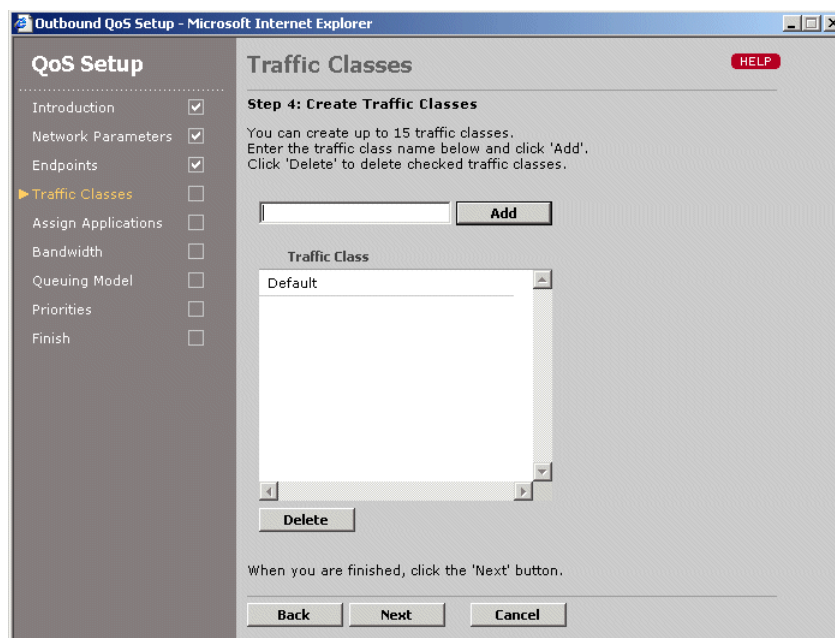 Outbound QoS Setup - Microsoft Internet Explorer
QoS Setup
Introduction
Network Parameters
Endpoints
Traffic Classes
Assign Applications
Bandwidth
Queuing Model
Priorities
Finish
Traffic Classes
HELP
Step 4: Create Traffic Classes
You can create up to 15 traffic classes.
Enter the traffic class name below and click 'Add'.
Click 'Delete' to delete checked traffic classes.
Add
Traffic Class
Default
Delete
When you are finished, click the 'Next' button.
Back
Next
Cancel